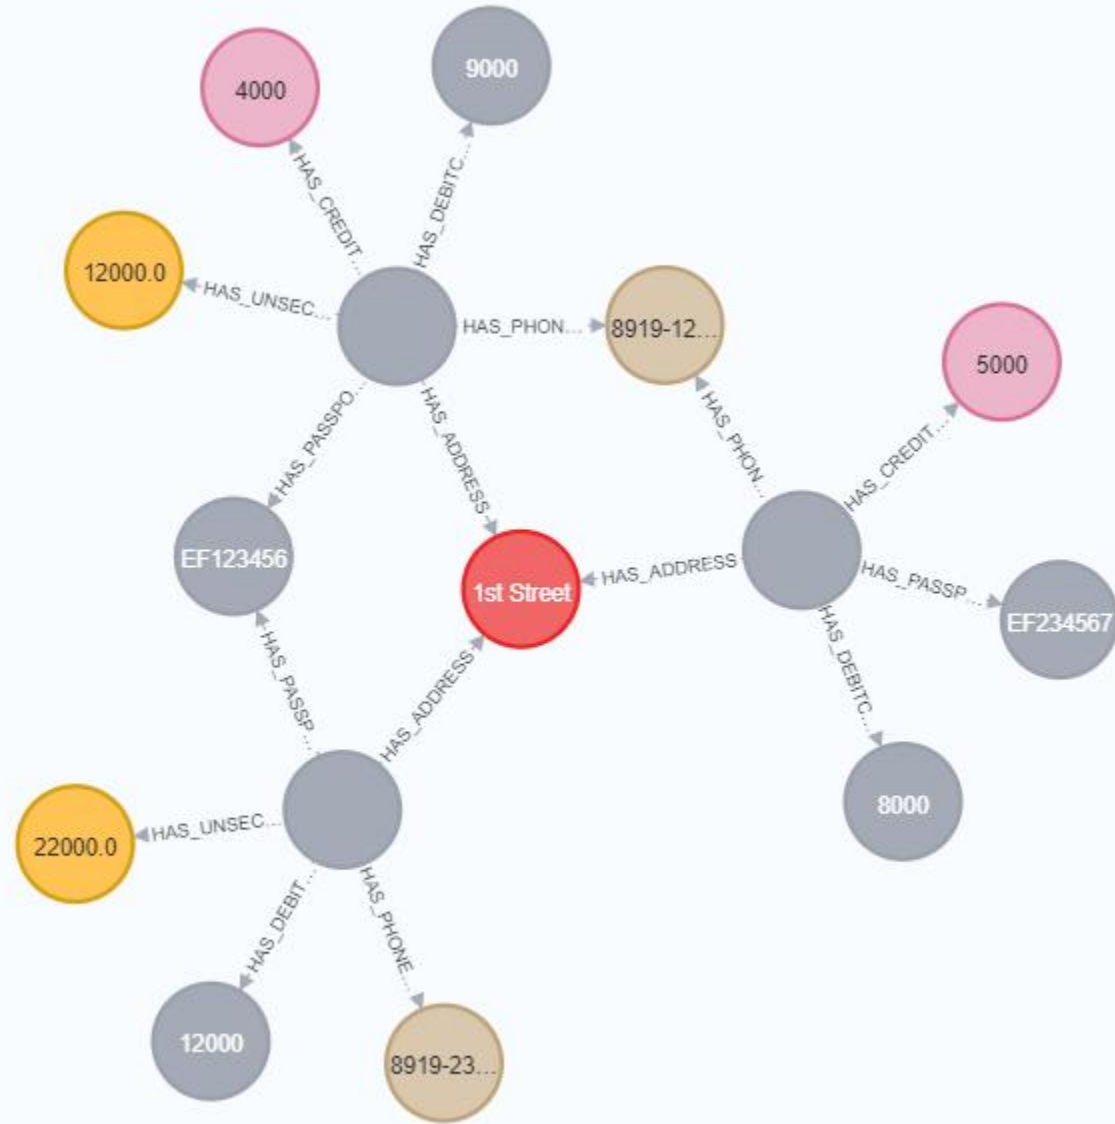 9000
4000
HAS_DEBITC...
HAS_CREDIT...
12000.0
HAS_UNSEC...
HAS_PHON...
8919-12...
5000
HAS_PASSPO...
HAS_ADDRESS
HAS_PHON...
HAS_CREDIT...
EF123456
1st Street
HAS_ADDRESS
HAS_PASSP...
EF234567
HAS_PASSP...
HAS_ADDRESS
HAS_DEBITC...
8000
22000.0
HAS_UNSEC...
HAS_DEBIT...
HAS_PHONE...
12000
8919-23...